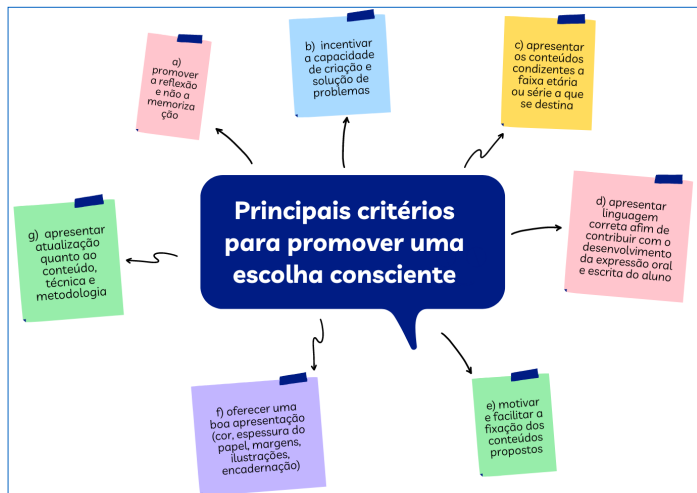 Principais critérios
para promover uma
escolha consciente
a)
promover
a reflexão
e não a
memoriza
ção
b) incentivar
a capacidade
de criação e
solução de
problemas
c) apresentar
os conteúdos
condizentes a
faixa etária
ou série a que
se destina
d) apresentar
linguagem
correta afim de
contribuir com o
desenvolvimento
da expressão oral
e escrita do aluno
e) motivar
e facilitar a
fixação dos
conteúdos
propostos
f) oferecer uma
boa apresentação
(cor, espessura do
papel, margens,
ilustrações,
encadernação)
g) apresentar
atualização
quanto ao
conteúdo,
técnica e
metodologia